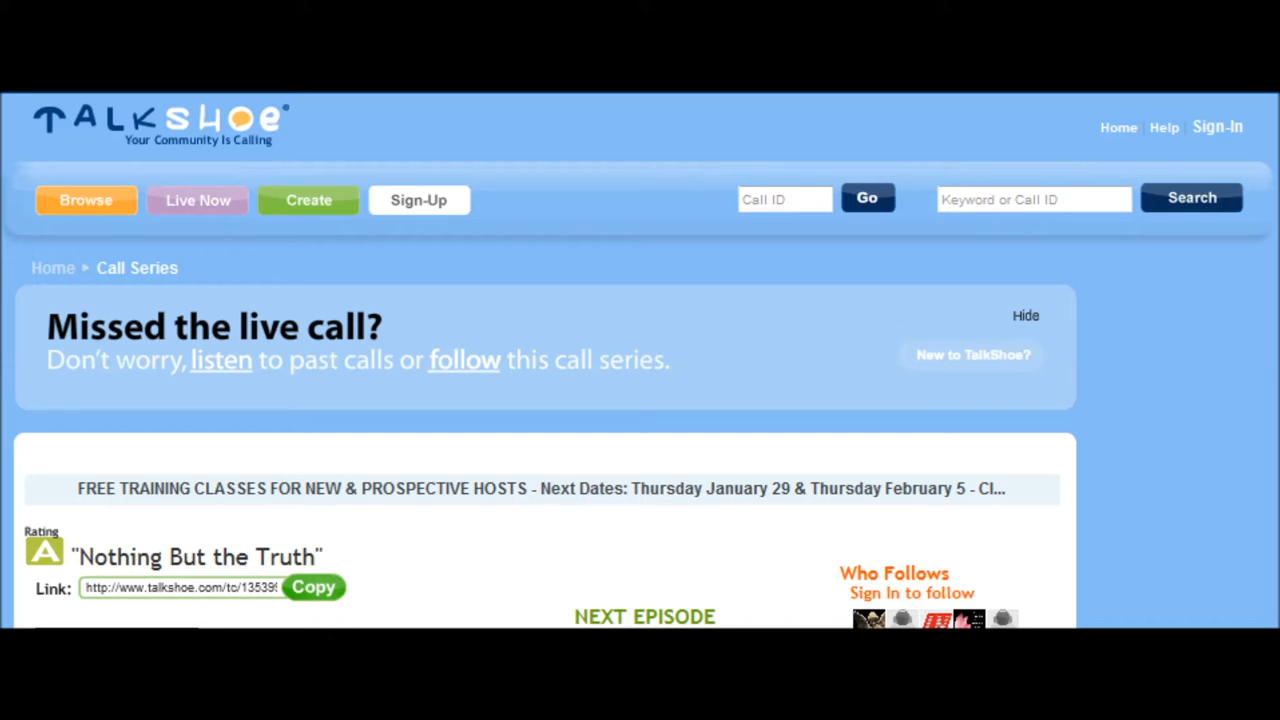 TALKSHOE
Your Community Is Calling
Home Help Sign-In
Browse Live Now Create Sign-Up Call ID Go Keyword or Call ID Search
Home Call Series
Missed the live call?
Hide
Don't worry, listen to past calls or follow this call series.
New to TalkShoe?
FREE TRAINING CLASSES FOR NEW & PROSPECTIVE HOSTS - Next Dates: Thursday January 29 & Thursday February 5 - Cl...
Rating
A "Nothing But the Truth"
Link: http://www.talkshoe.com/tc/13539 Copy
Who Follows
Sign In to follow
NEXT EPISODE